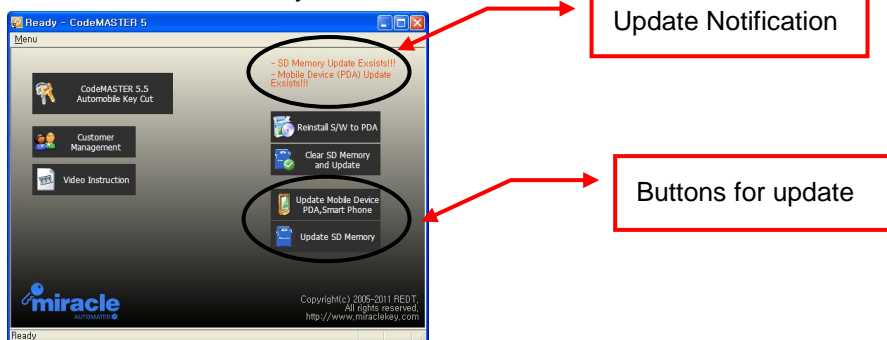 Ready - CodeMASTER 5
Menu
- SD Memory Update Exsists!!!
- Mobile Device (PDA) Update
Exsists!!!
CodeMASTER 5.5
Automobile Key Cut
Customer
Management
Video Instruction
Reinstall S/W to PDA
Clear SD Memory
and Update
Update Mobile Device
PDA,Smart Phone
Update SD Memory
miracle
AUTOMATED
Copyright(c) 2005-2011 REDT,
All rights reserved,
http://www,miraclekey,com
Ready
Update Notification
Buttons for update